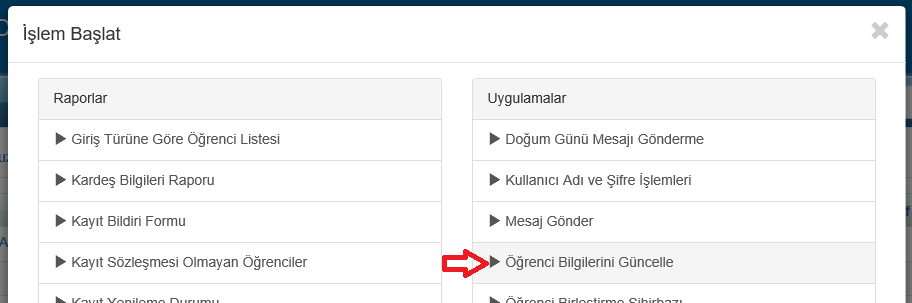 İşlem Başlat
Raporlar
Giriş Türüne Göre Öğrenci Listesi
Kardeş Bilgileri Raporu
Kayıt Bildiri Formu
Kayıt Sözleşmesi Olmayan Öğrenciler
Kayıt Yenileme Durumu
Uygulamalar
Doğum Günü Mesajı Gönderme
Kullanıcı Adı ve Şifre İşlemleri
Mesaj Gönder
Öğrenci Bilgilerini Güncelle
Öğrenci Birleştirme Sihirbazı